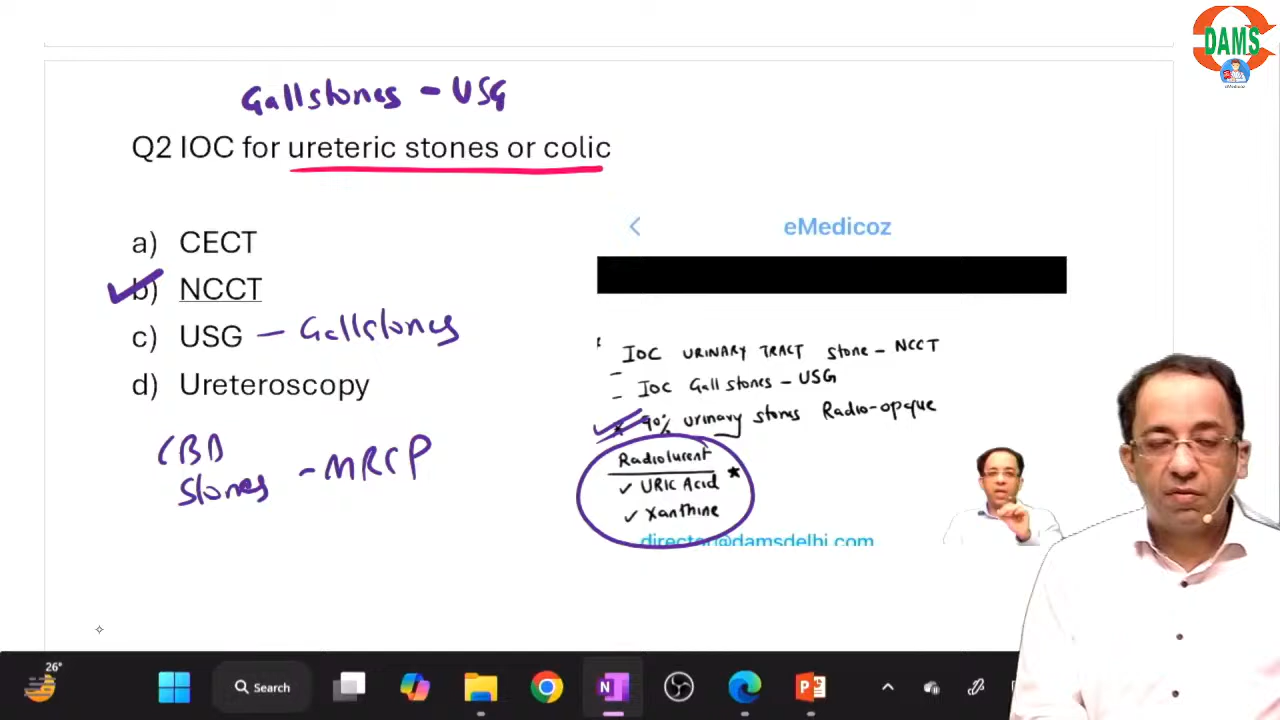 DAMS
eMedicoz
Gallstones - USG
Q2 IOC for ureteric stones or colic
a) CECT
b) NCCT
c) USG - Gallstones
d) Ureteroscopy
CBD
stones - MRCP
eMedicoz
IOC URINARY TRACT stone - NCCT
- IOC Gall stones - USG
90% urinary stones Radio-opaque
Radiolucent
✓ URIC Acid ★
✓ Xanthine
director@damsdelhi.com
26°
Search